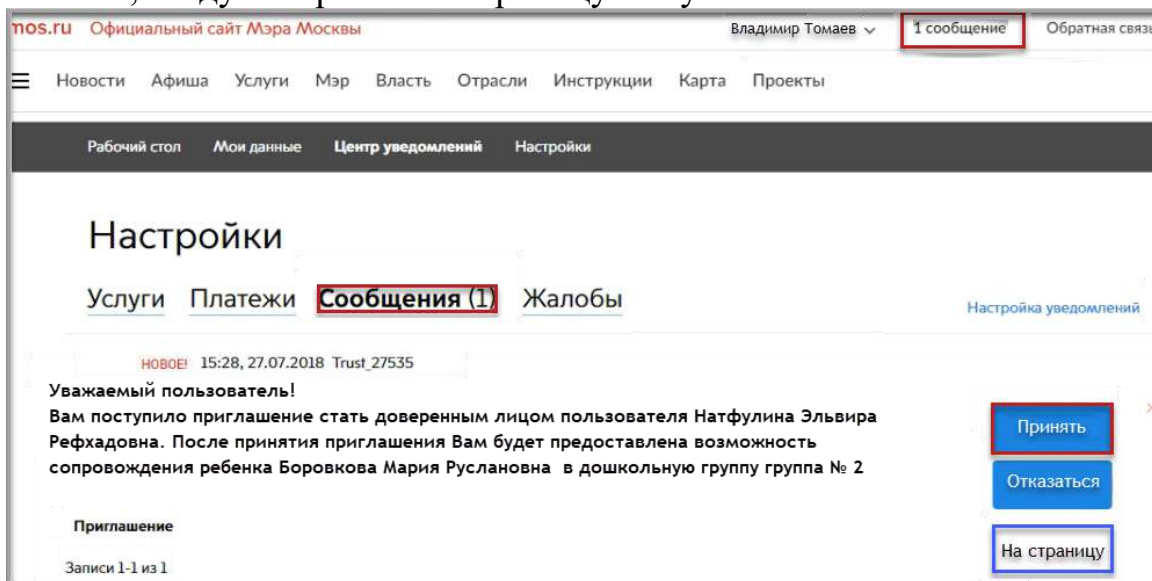 mos.ru Официальный сайт Мэра Москвы Владимир Томаев 1 сообщение Обратная связь
Новости Афиша Услуги Мэр Власть Отрасли Инструкции Карта Проекты
Рабочий стол Мои данные Центр уведомлений Настройки
Настройки
Услуги Платежи Сообщения (1) Жалобы
Настройка уведомлений
НОВОЕ! 15:28, 27.07.2018 Trust_27535
Уважаемый пользователь!
Вам поступило приглашение стать доверенным лицом пользователя Натфулина Эльвира
Рефхадовна. После принятия приглашения Вам будет предоставлена возможность
сопровождения ребенка Боровкова Мария Руслановна в дошкольную группу группа № 2
Принять
Отказаться
На страницу
Приглашение
Записи 1-1 из 1